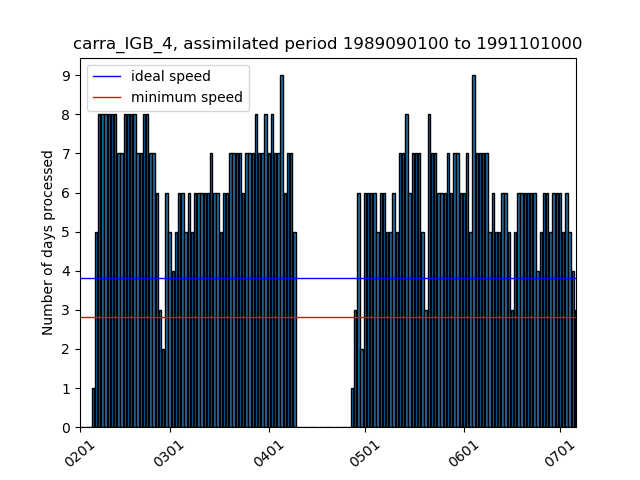 carra_IGB_4, assimilated period 1989090100 to 1991101000
ideal speed
minimum speed
Number of days processed
9
8
7
6
5
4
3
2
1
0
0201 0301 0401 0501 0601 0701